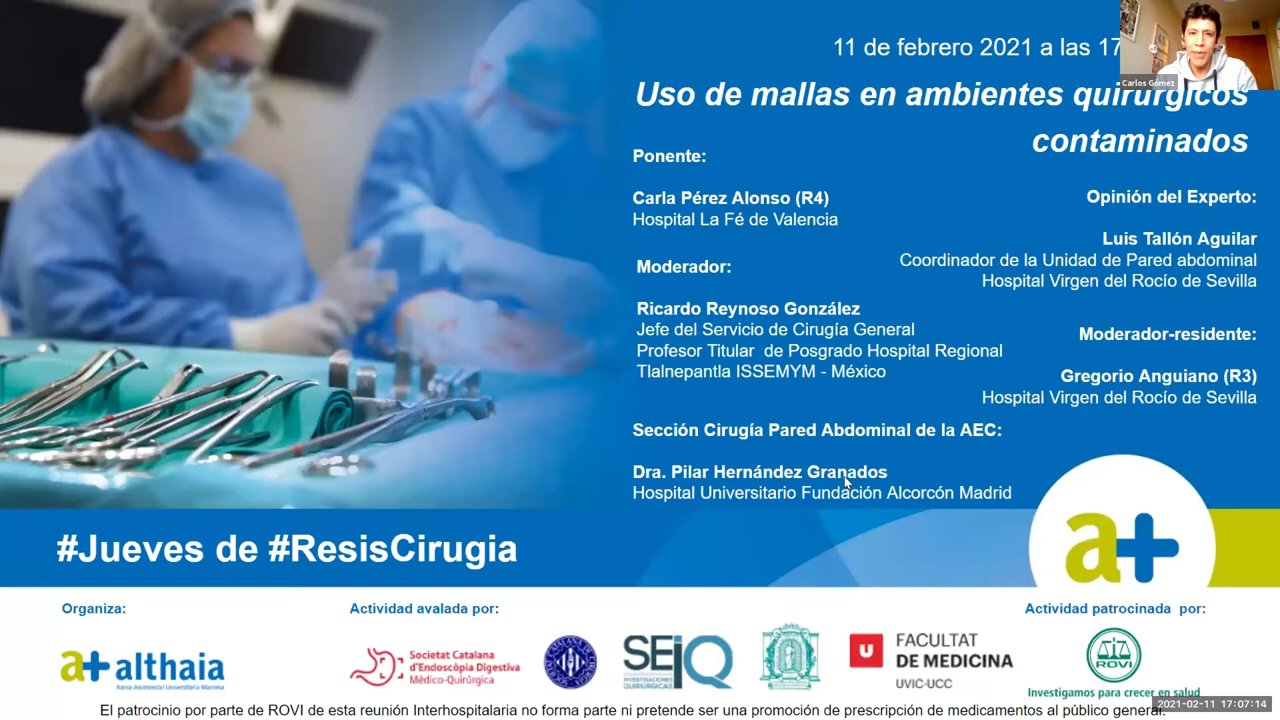 11 de febrero 2021 a las 17
Carlos Gómez
Uso de mallas en ambientes quirúrgicos
contaminados
Ponente:
Carla Pérez Alonso (R4)
Hospital La Fé de Valencia
Opinión del Experto:
Luis Tallón Aguilar
Coordinador de la Unidad de Pared abdominal
Hospital Virgen del Rocío de Sevilla
Moderador:
Ricardo Reynoso González
Jefe del Servicio de Cirugía General
Profesor Titular de Posgrado Hospital Regional
Tlalnepantla ISSEMYM - México
Moderador-residente:
Gregorio Anguiano (R3)
Hospital Virgen del Rocío de Sevilla
Sección Cirugía Pared Abdominal de la AEC:
Dra. Pilar Hernández Granados
Hospital Universitario Fundación Alcorcón Madrid
a+
#Jueves de #ResisCirugia
Organiza:
a+ althaia
Xarxa Assistencial Universitària Manresa
Actividad avalada por:
Societat Catalana
d'Endoscòpia Digestiva
Médico-Quirúrgica
SEIQ
INVESTIGACIONES
QUIRÚRGICAS
U
FACULTAT
DE MEDICINA
UVIC·UCC
Actividad patrocinada por:
ROVI
Investigamos para crecer en salud
El patrocinio por parte de ROVI de esta reunión Interhospitalaria no forma parte ni pretende ser una promoción de prescripción de medicamentos al público general.
2021-02-11 17:07:14